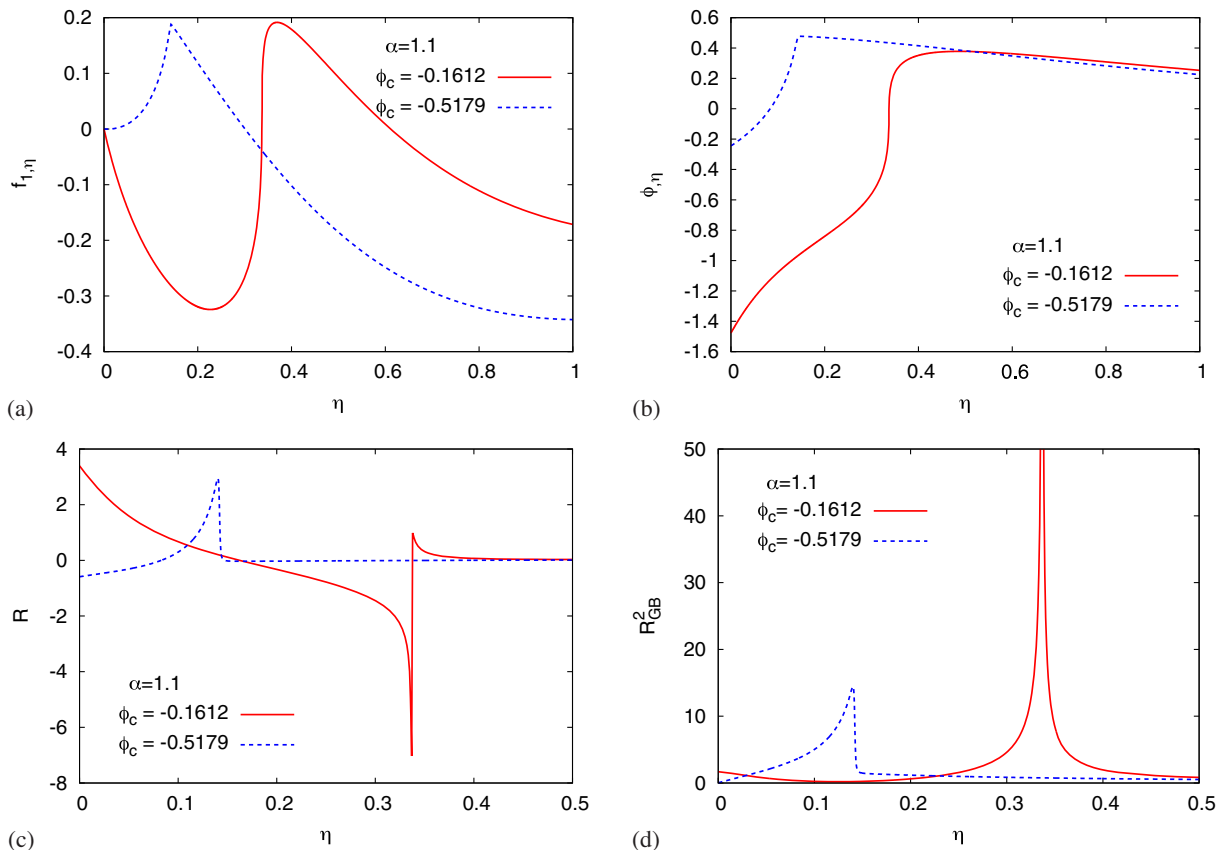 0.2
0.1
0
-0.1
-0.2
-0.3
-0.4
f1,η
α=1.1
ϕc = -0.1612
ϕc = -0.5179
0 0.2 0.4 0.6 0.8 1
η
(a)
0.8
0.6
0.4
0.2
0
-0.2
-0.4
-0.6
-0.8
-1
-1.2
-1.4
-1.6
ϕ,η
α=1.1
ϕc = -0.1612
ϕc = -0.5179
0 0.2 0.4 0.6 0.8 1
η
(b)
4
2
0
-2
-4
-6
-8
R
α=1.1
ϕc = -0.1612
ϕc = -0.5179
0 0.1 0.2 0.3 0.4 0.5
η
(c)
50
40
30
20
10
0
R²GB
α=1.1
ϕc= -0.1612
ϕc= -0.5179
0 0.1 0.2 0.3 0.4 0.5
η
(d)